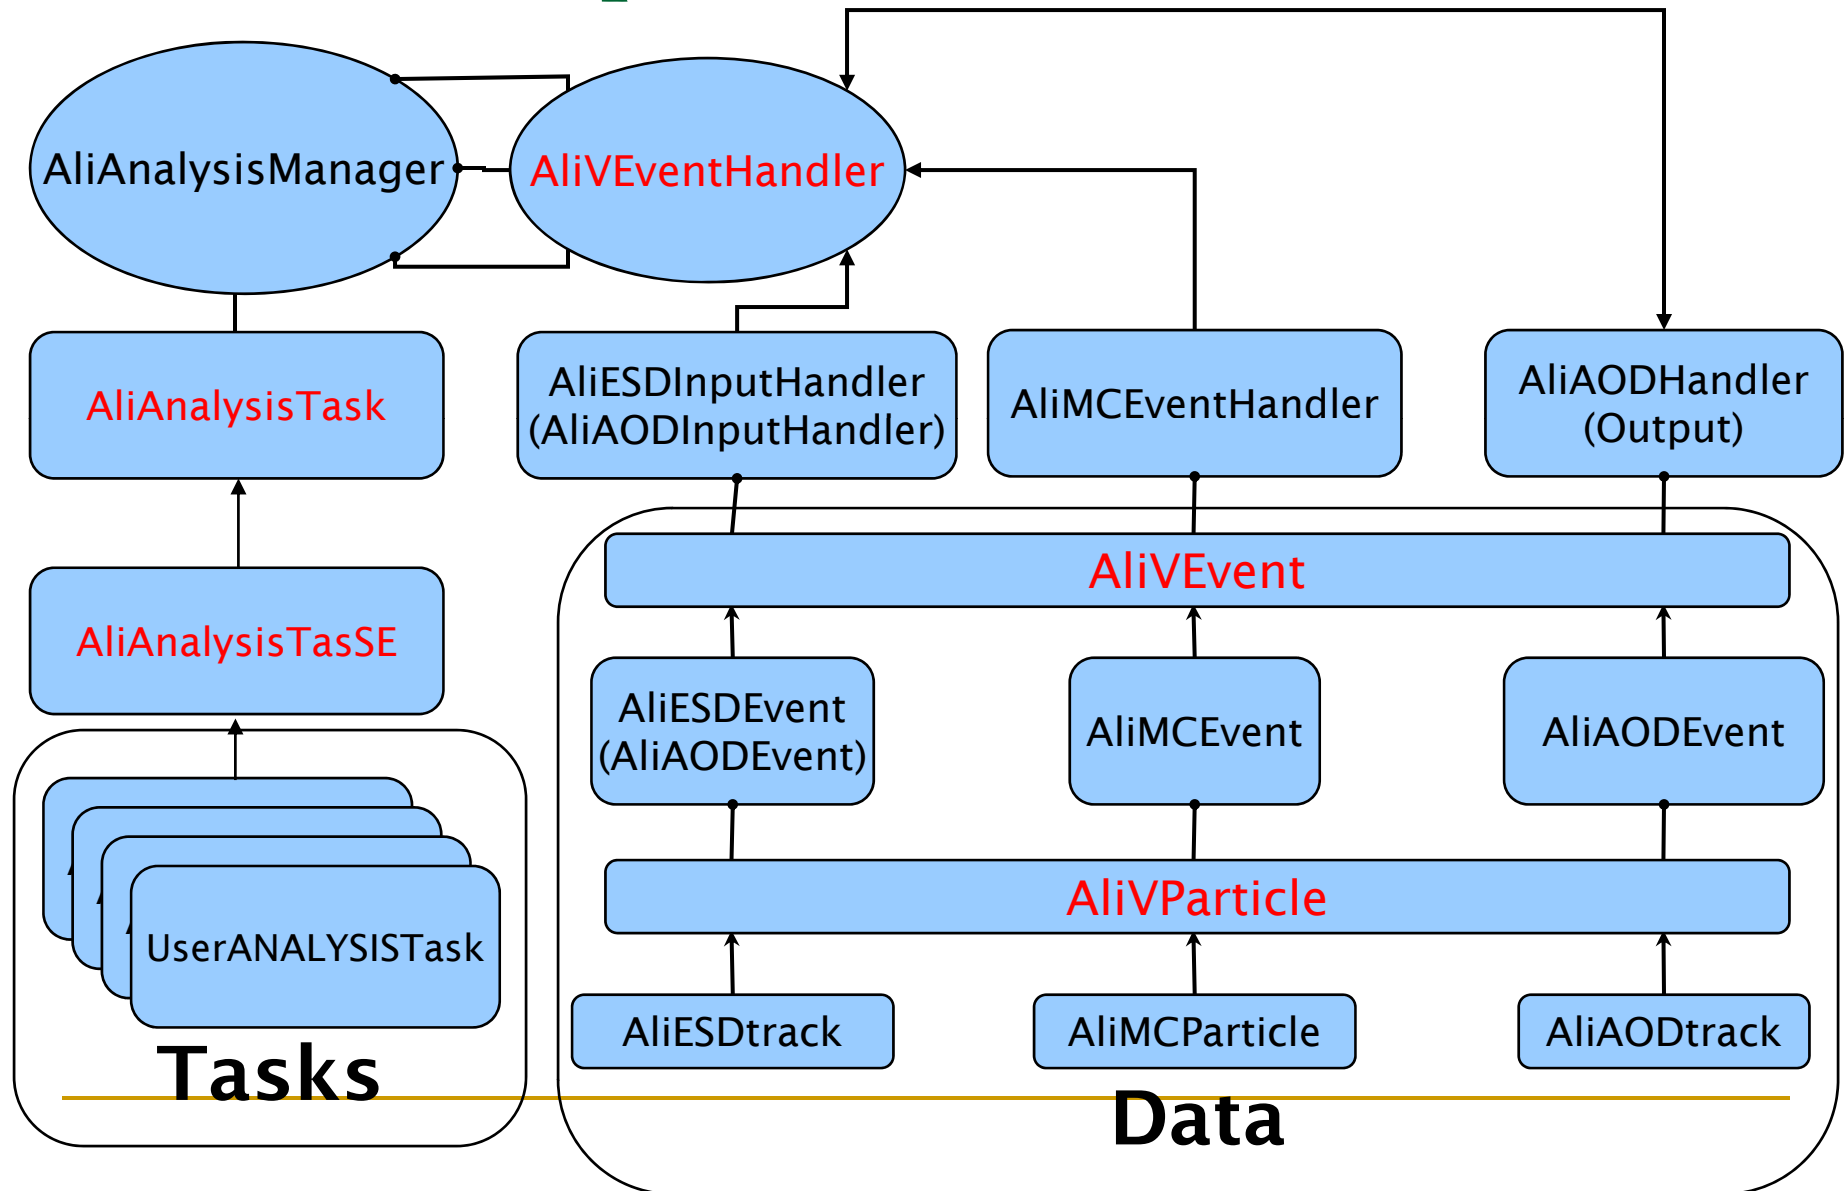 AliAnalysisManager
AliVEventHandler
AliAnalysisTask
AliESDInputHandler
(AliAODInputHandler)
AliMCEventHandler
AliAODHandler
(Output)
AliVEvent
AliAnalysisTasSE
AliESDEvent
(AliAODEvent)
AliMCEvent
AliAODEvent
AliVParticle
UserANALYSISTask
AliESDtrack
AliMCParticle
AliAODtrack
Tasks
Data